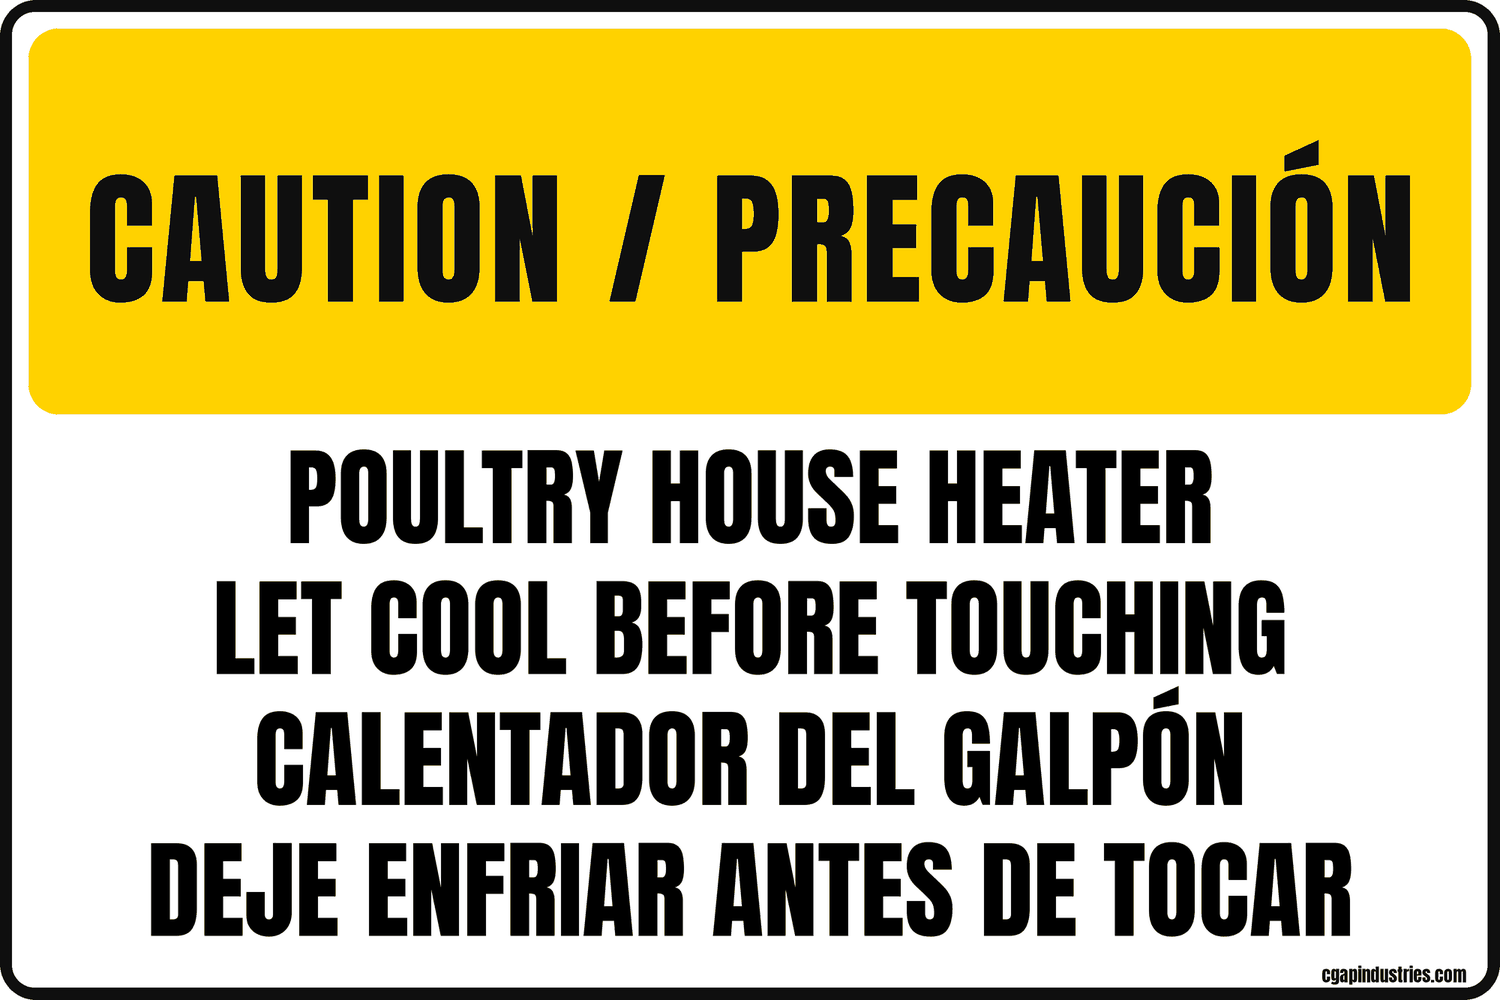 CAUTION / PRECAUCIÓN
POULTRY HOUSE HEATER
LET COOL BEFORE TOUCHING
CALENTADOR DEL GALPÓN
DEJE ENFRIAR ANTES DE TOCAR
cgapindustries.com